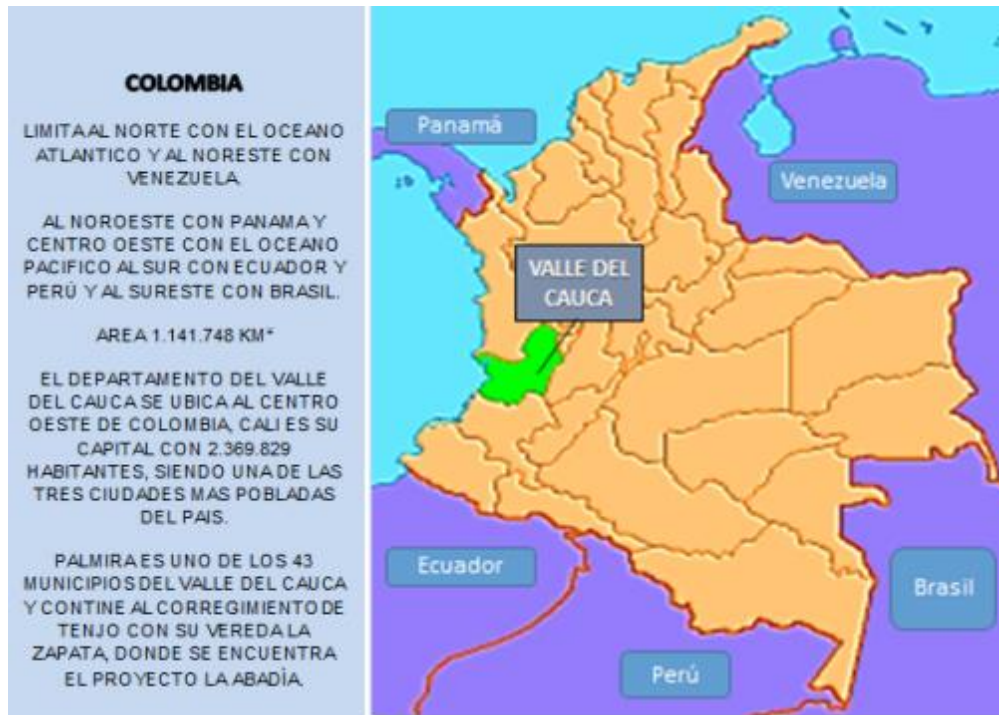 COLOMBIA
LIMITA AL NORTE CON EL OCEANO
ATLANTICO Y AL NORESTE CON
VENEZUELA.
AL NOROESTE CON PANAMA Y
CENTRO OESTE CON EL OCEANO
PACIFICO AL SUR CON ECUADOR Y
PERÚ Y AL SURESTE CON BRASIL.
AREA 1.141.748 KM²
EL DEPARTAMENTO DEL VALLE
DEL CAUCA SE UBICA AL CENTRO
OESTE DE COLOMBIA, CALI ES SU
CAPITAL CON 2.369.829
HABITANTES, SIENDO UNA DE LAS
TRES CIUDADES MAS POBLADAS
DEL PAIS.
PALMIRA ES UNO DE LOS 43
MUNICIPIOS DEL VALLE DEL CAUCA
Y CONTINE AL CORREGIMIENTO DE
TENJO CON SU VEREDA LA
ZAPATA, DONDE SE ENCUENTRA
EL PROYECTO LA ABADÌA.
Panamá
Venezuela
VALLE DEL
CAUCA
Ecuador
Brasil
Perú